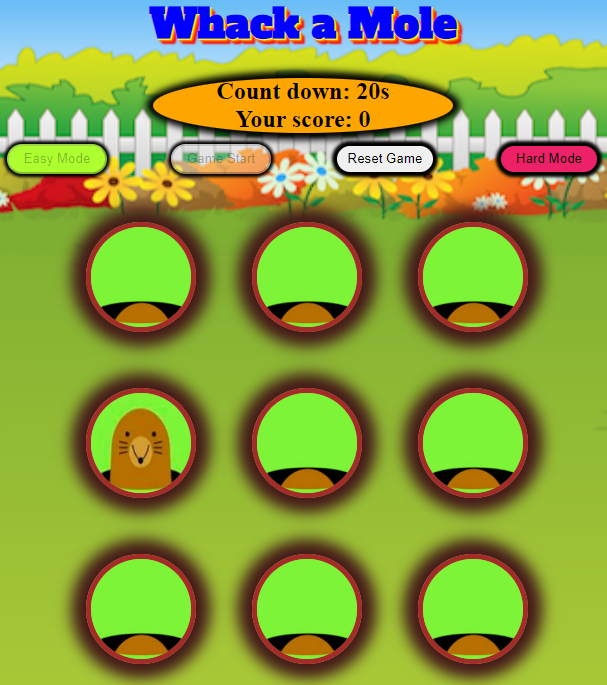 Whack a Mole
Count down: 20s
Your score: 0
Easy Mode
Game Start
Reset Game
Hard Mode